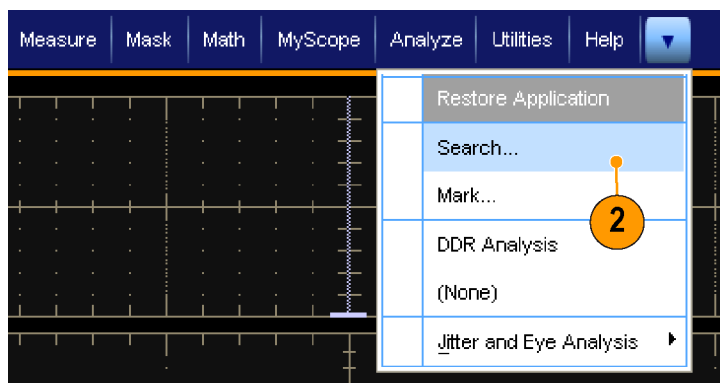 Measure Mask Math MyScope Analyze Utilities Help
Restore Application
Search...
Mark...
2
DDR Analysis
(None)
Jitter and Eye Analysis